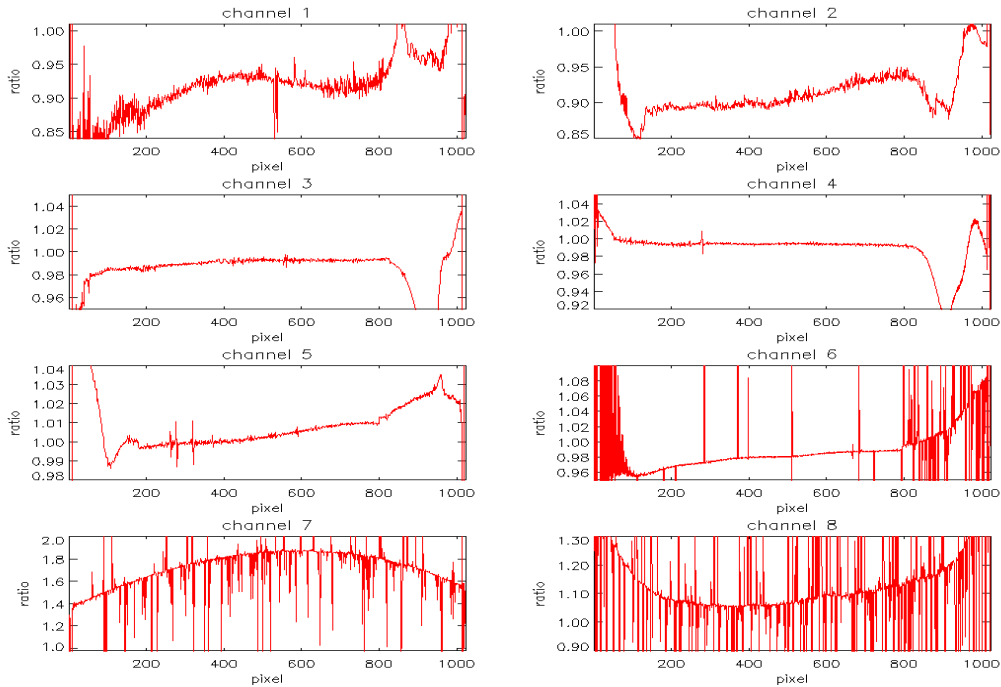 channel 1
1.00
0.95
0.90
0.85
ratio
200 400 600 800 1000
pixel
channel 2
1.00
0.95
0.90
0.85
ratio
200 400 600 800 1000
pixel
channel 3
1.04
1.02
1.00
0.98
0.96
ratio
200 400 600 800 1000
pixel
channel 4
1.04
1.02
1.00
0.98
0.96
0.94
0.92
ratio
200 400 600 800 1000
pixel
channel 5
1.04
1.03
1.02
1.01
1.00
0.99
0.98
ratio
200 400 600 800 1000
pixel
channel 6
1.08
1.06
1.04
1.02
1.00
0.98
0.96
ratio
200 400 600 800 1000
pixel
channel 7
2.0
1.8
1.6
1.4
1.2
1.0
ratio
200 400 600 800 1000
pixel
channel 8
1.30
1.20
1.10
1.00
0.90
ratio
200 400 600 800 1000
pixel